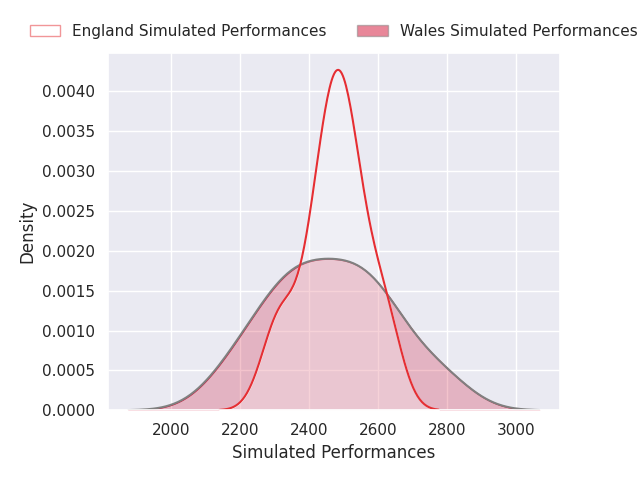 England Simulated Performances
Wales Simulated Performances
0.0040
0.0035
0.0030
0.0025
0.0020
0.0015
0.0010
0.0005
0.0000
Density
2000 2200 2400 2600 2800 3000
Simulated Performances